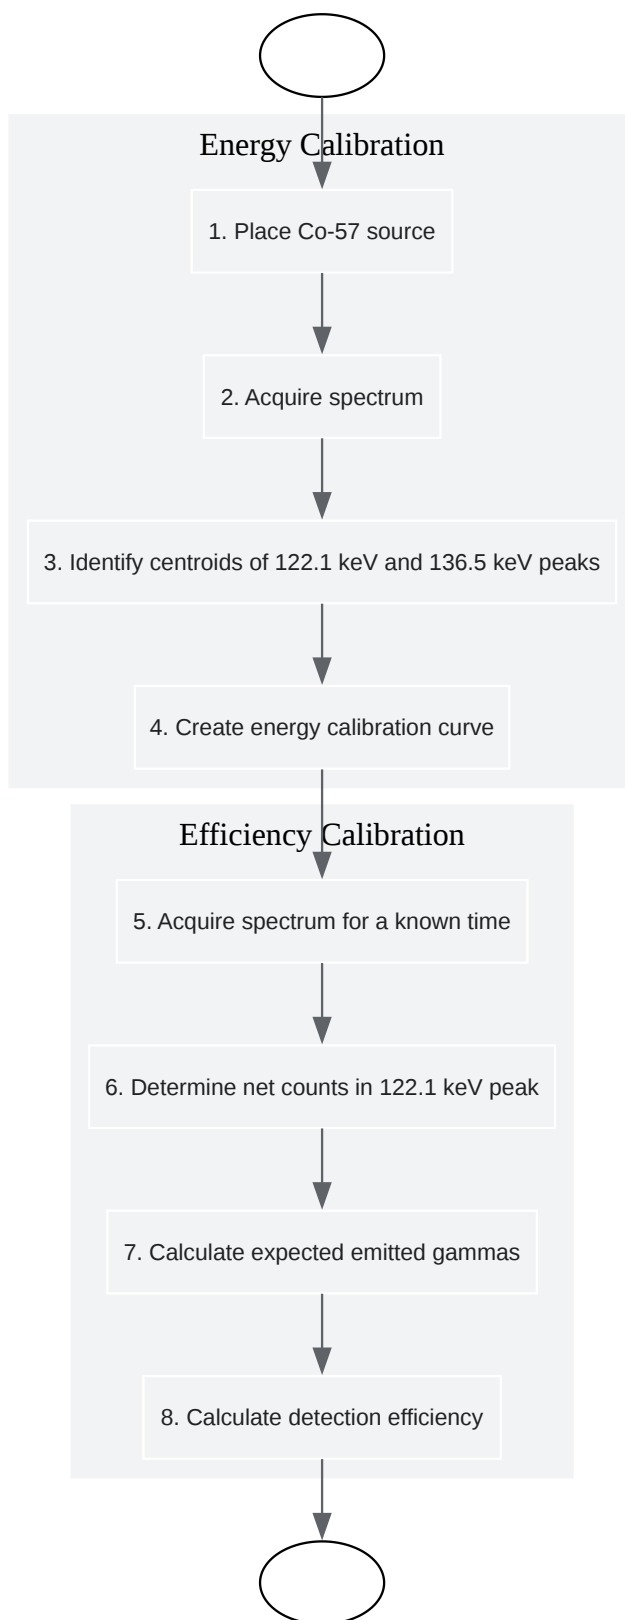 Energy Calibration
1. Place Co-57 source
2. Acquire spectrum
3. Identify centroids of 122.1 keV and 136.5 keV peaks
4. Create energy calibration curve
Efficiency Calibration
5. Acquire spectrum for a known time
6. Determine net counts in 122.1 keV peak
7. Calculate expected emitted gammas
8. Calculate detection efficiency